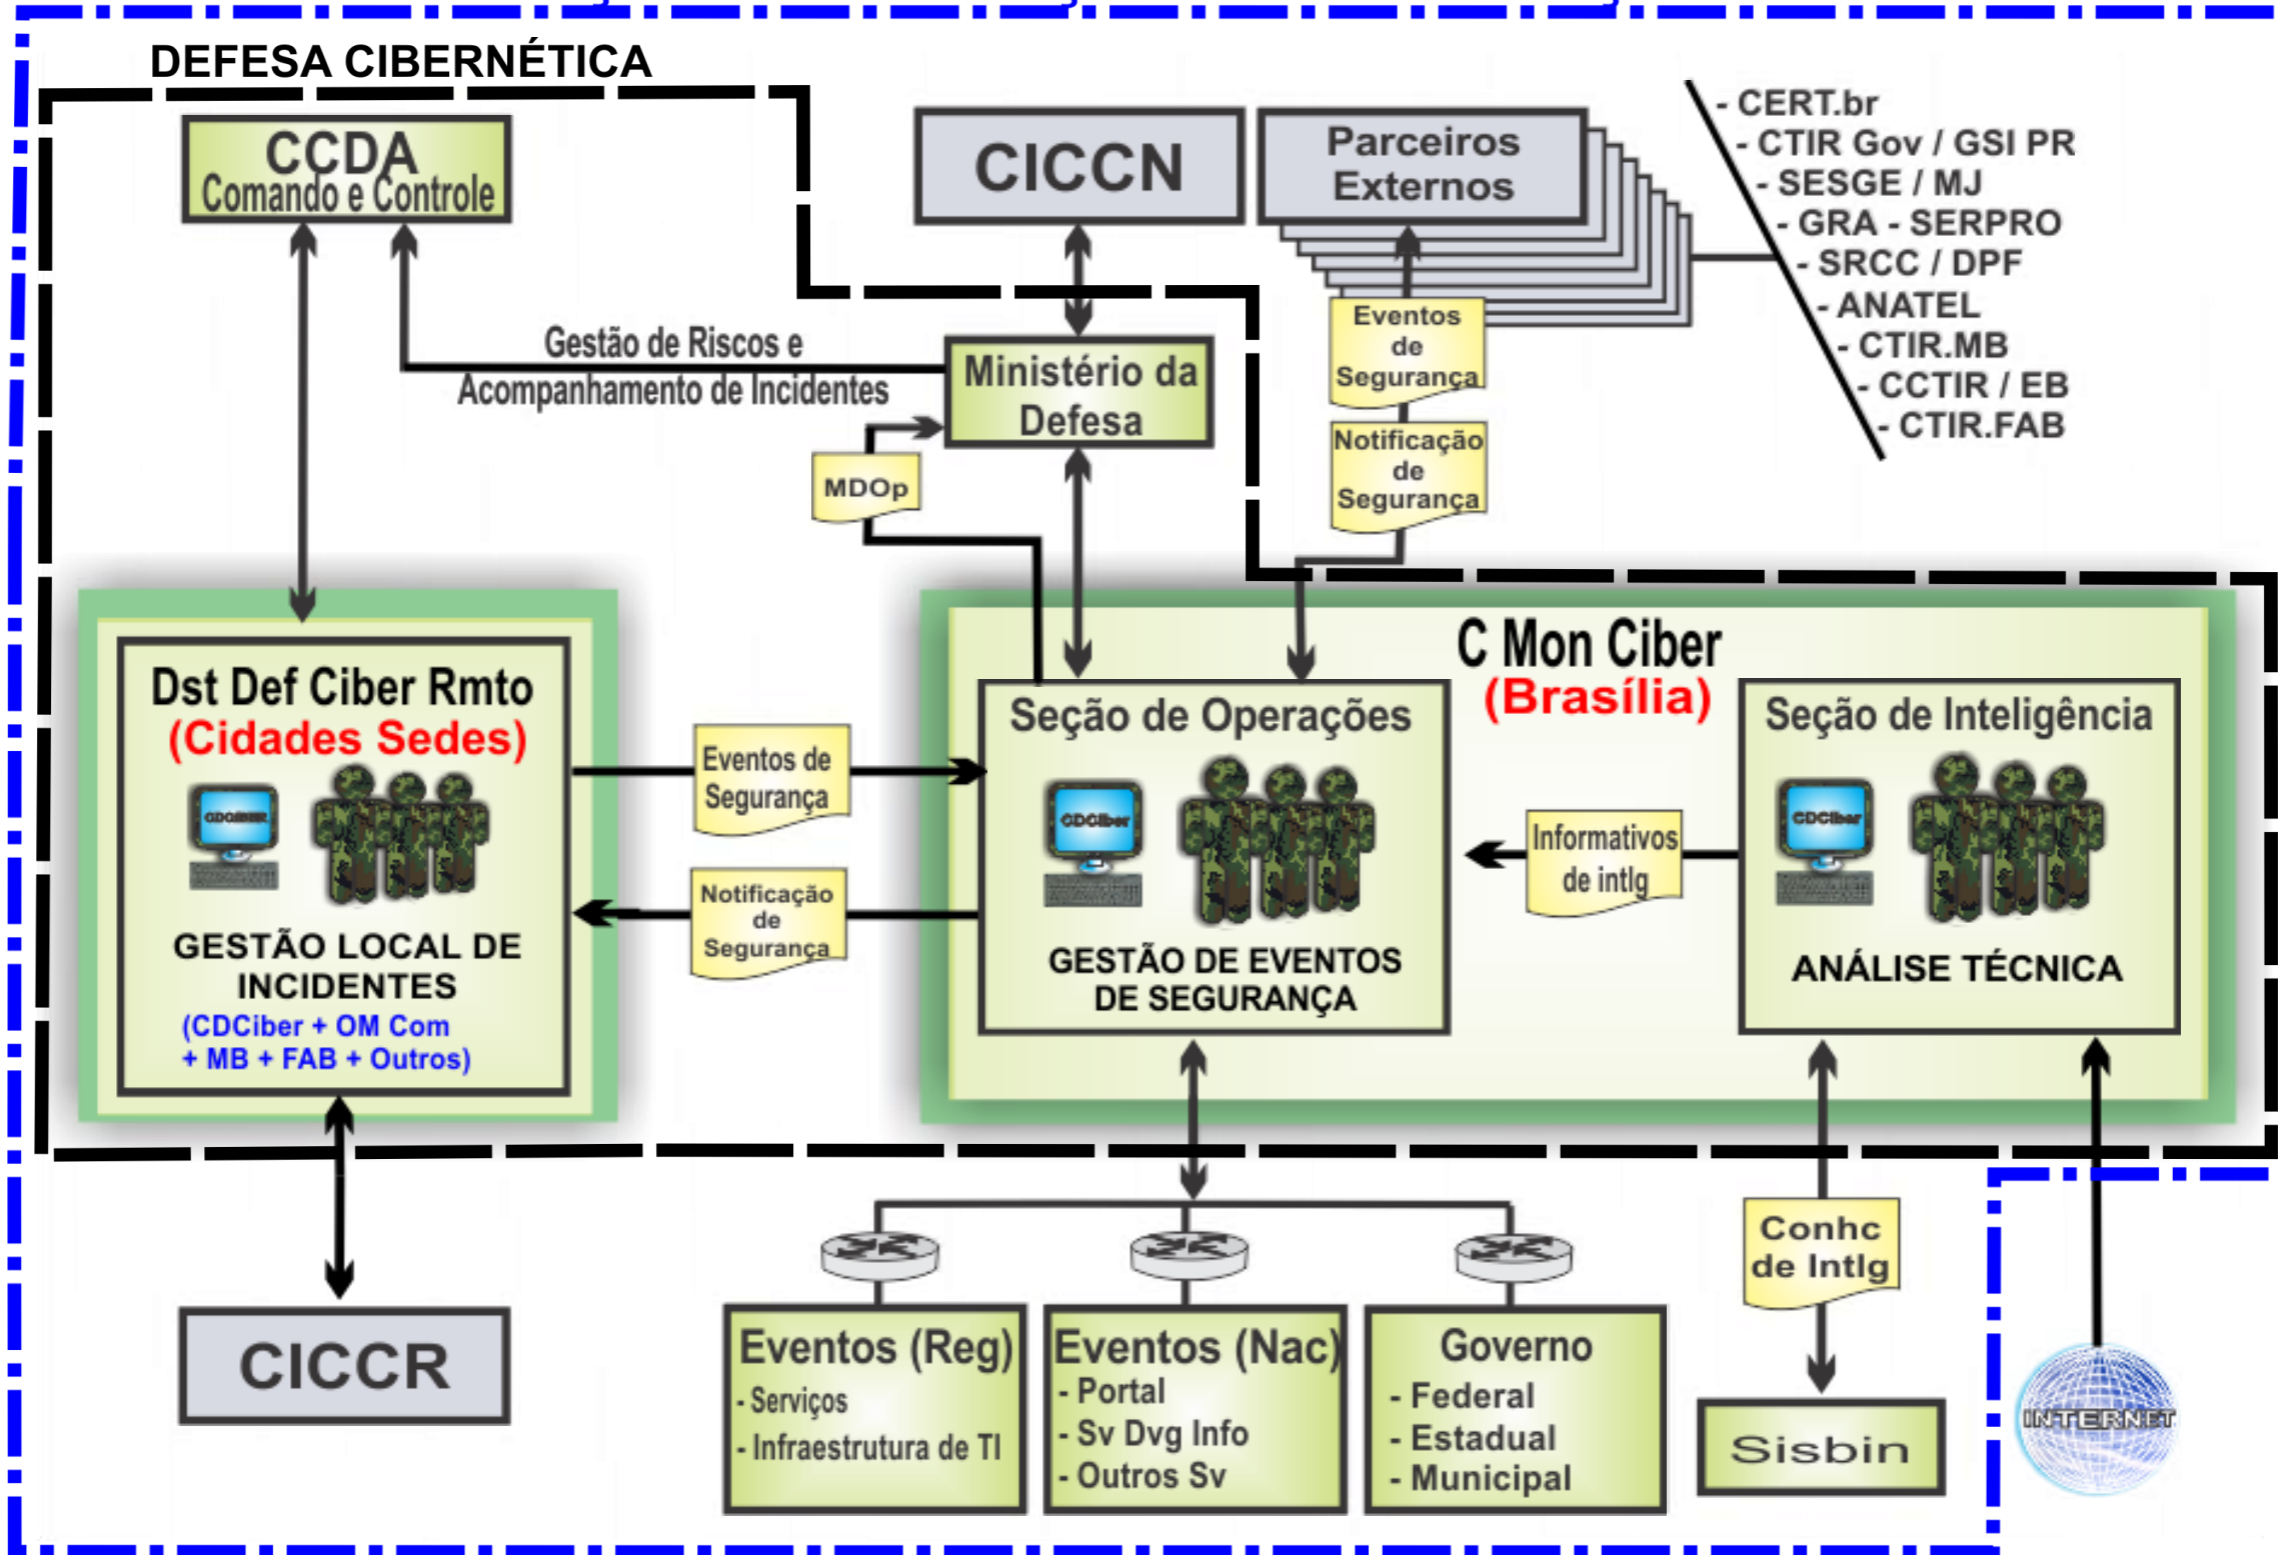 DEFESA CIBERNÉTICA
CCDA
Comando e Controle
CICCN
Parceiros
Externos
- CERT.br
- CTIR Gov / GSI PR
- SESGE / MJ
- GRA - SERPRO
- SRCC / DPF
- ANATEL
- CTIR.MB
- CCTIR / EB
- CTIR.FAB
Gestão de Riscos e
Acompanhamento de Incidentes
Ministério da
Defesa
Eventos
de
Segurança
Notificação
de
Segurança
MDOp
Dst Def Ciber Rmto
(Cidades Sedes)
CDCIBER
GESTÃO LOCAL DE
INCIDENTES
(CDCiber + OM Com
+ MB + FAB + Outros)
Eventos de
Segurança
Notificação
de
Segurança
C Mon Ciber
(Brasília)
Seção de Operações
CDCiber
GESTÃO DE EVENTOS
DE SEGURANÇA
Informativos
de intlg
Seção de Inteligência
CDCiber
ANÁLISE TÉCNICA
CICCR
Eventos (Reg)
- Serviços
- Infraestrutura de TI
Eventos (Nac)
- Portal
- Sv Dvg Info
- Outros Sv
Governo
- Federal
- Estadual
- Municipal
Conhc
de Intlg
Sisbin
INTERNET